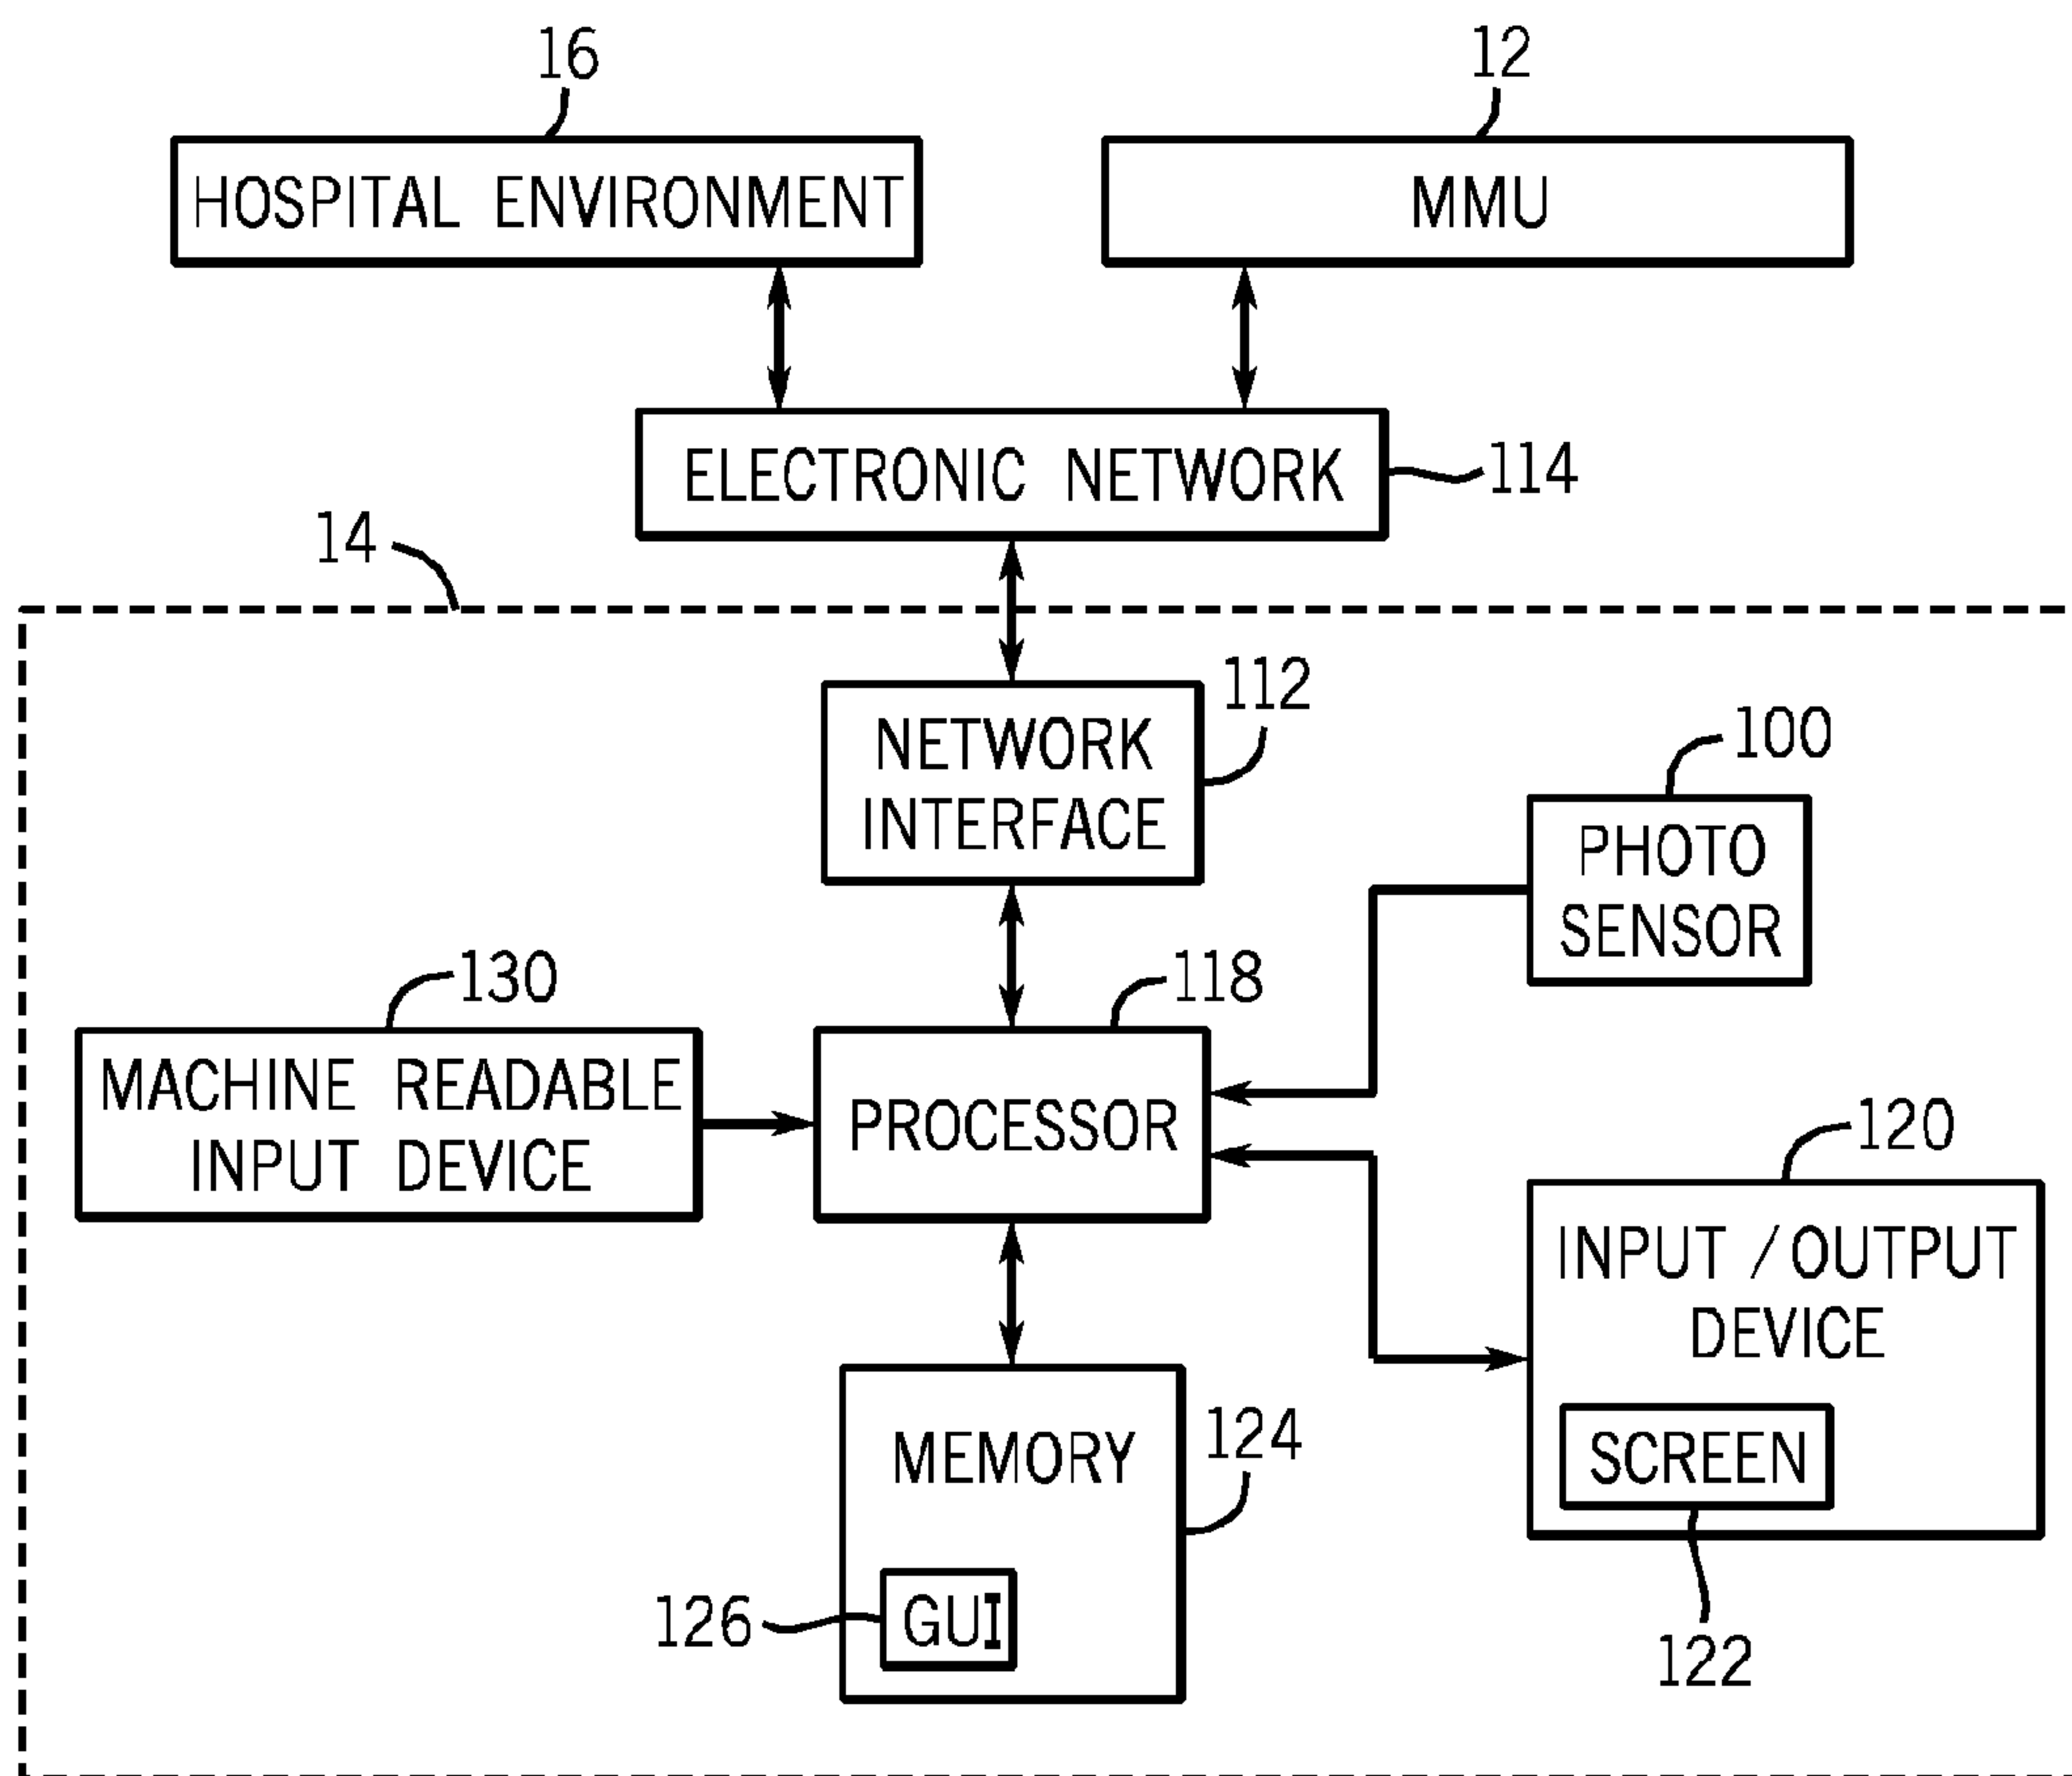 16
12
HOSPITAL ENVIRONMENT
MMU
ELECTRONIC NETWORK
114
14
112
NETWORK
INTERFACE
100
PHOTO
SENSOR
130
118
MACHINE READABLE
INPUT DEVICE
PROCESSOR
120
INPUT /OUTPUT
DEVICE
SCREEN
122
MEMORY
124
126
GUI